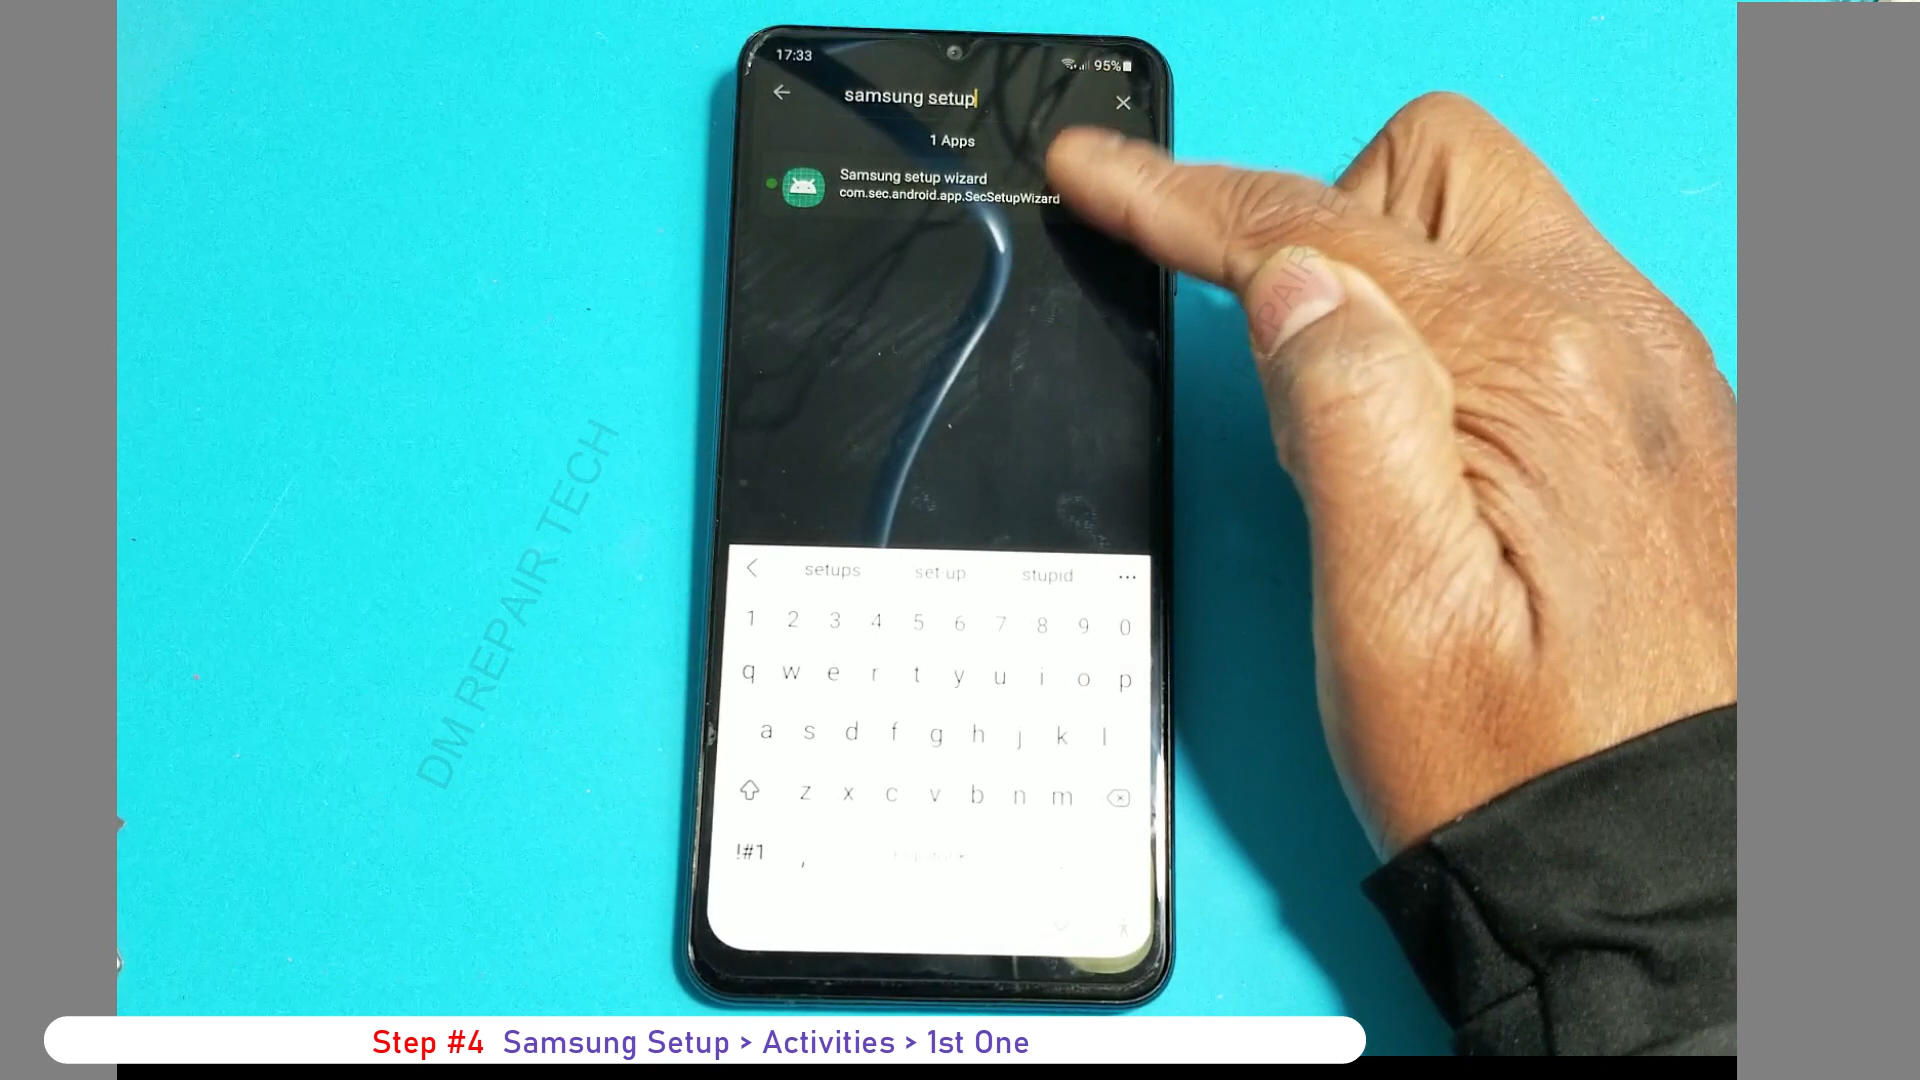 17:33
95%
samsung setup
1 Apps
Samsung setup wizard
com.sec.android.app.SecSetupWizard
DM REPAIR TECH
setups set up stupid
1 2 3 4 5 6 7 8 9 0
q w e r t y u i o p
a s d f g h j k l
z x c v b n m
!#1 ,
Step #4 Samsung Setup > Activities > 1st One